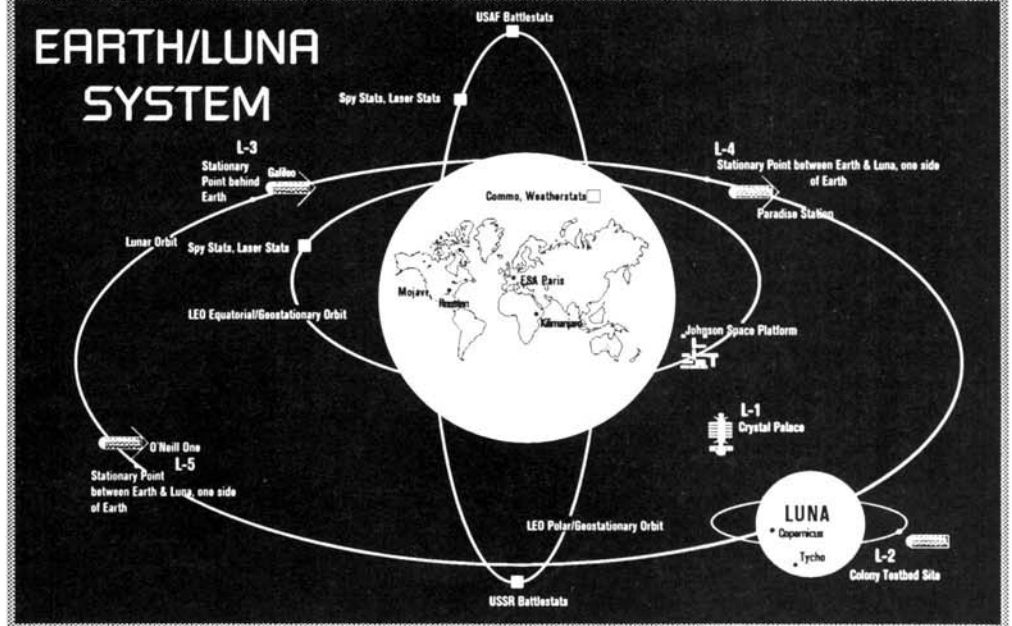 EARTH/LUNA
SYSTEM
USAF Battlestats
Spy Stats, Laser Stats
L-3
Stationary
Point behind
Earth
Galileo
L-4
Stationary Point between Earth & Luna, one side
of Earth
Paradise Station
Commo, Weatherstats
Lunar Orbit
Spy Stats, Laser Stats
ESA Paris
Mojave,
Houston
Kilimanjaro
LEO Equatorial/Geostationary Orbit
Johnson Space Platform
L-1
Crystal Palace
O'Neill One
L-5
Stationary Point
between Earth & Luna, one side
of Earth
LUNA
Copernicus
Tycho
LEO Polar/Geostationary Orbit
L-2
Colony Testbed Site
USSR Battlestats